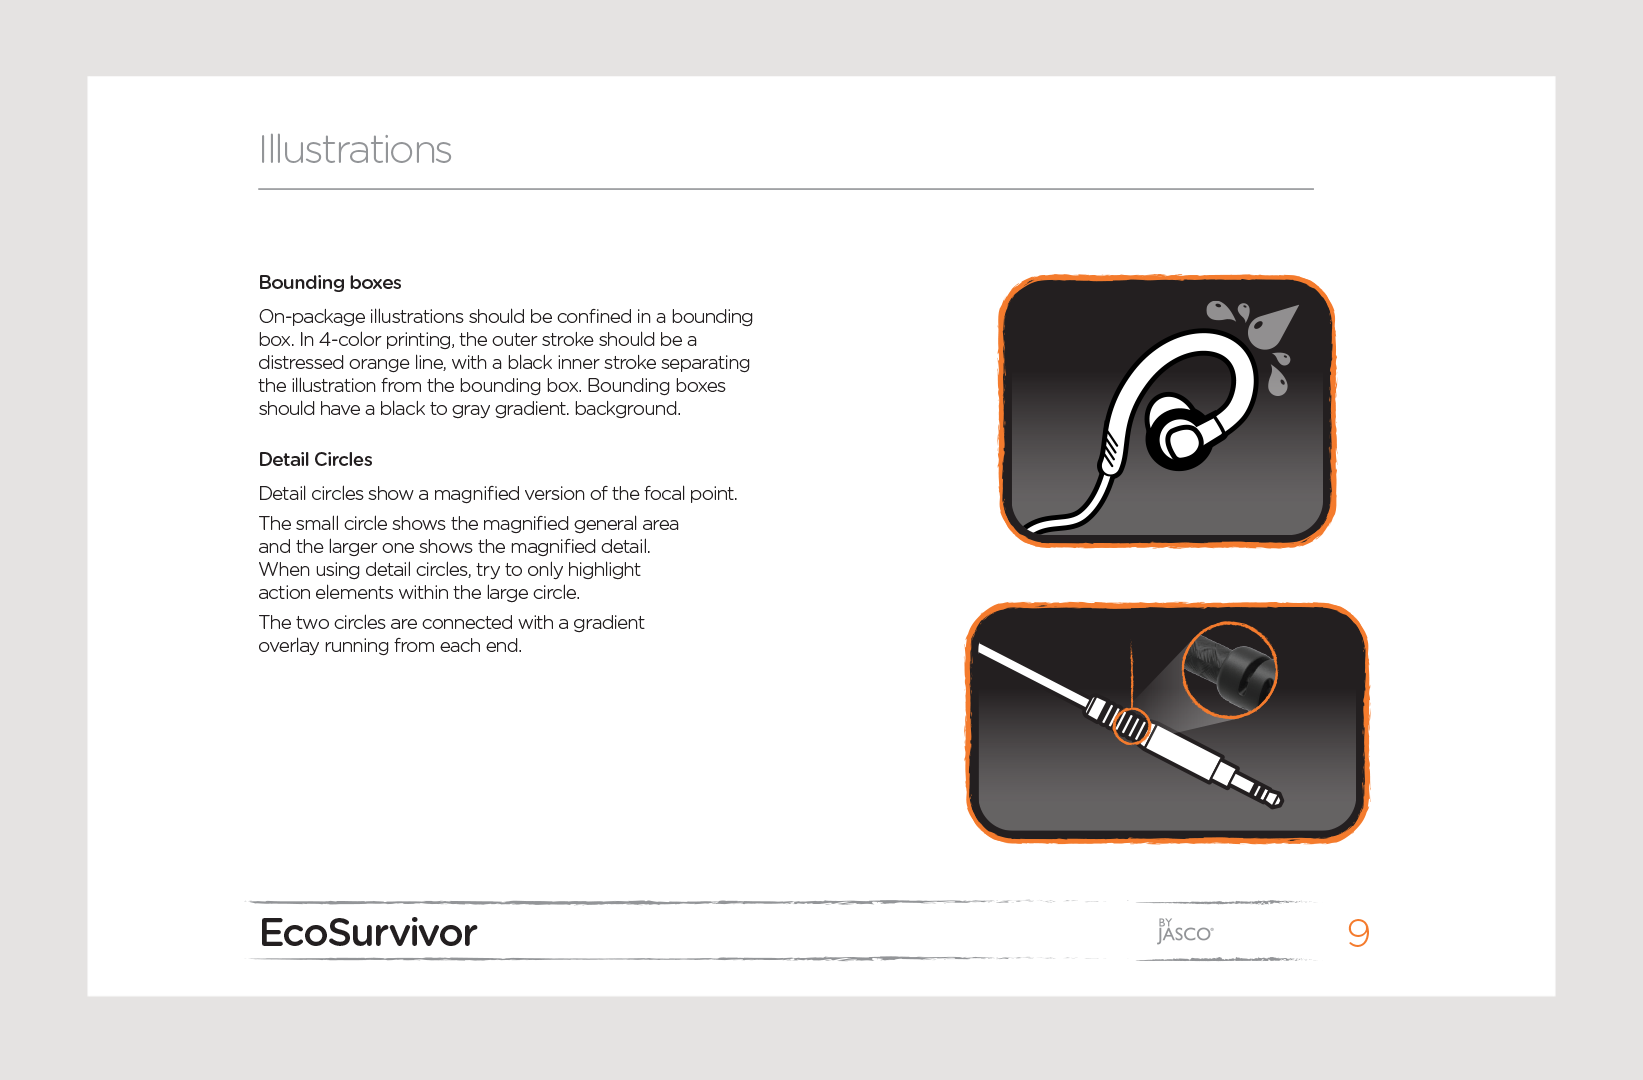 Illustrations
Bounding boxes
On-package illustrations should be confined in a bounding
box. In 4-color printing, the outer stroke should be a
distressed orange line, with a black inner stroke separating
the illustration from the bounding box. Bounding boxes
should have a black to gray gradient. background.
Detail Circles
Detail circles show a magnified version of the focal point.
The small circle shows the magnified general area
and the larger one shows the magnified detail.
When using detail circles, try to only highlight
action elements within the large circle.
The two circles are connected with a gradient
overlay running from each end.
EcoSurvivor
BY
JASCO®
9